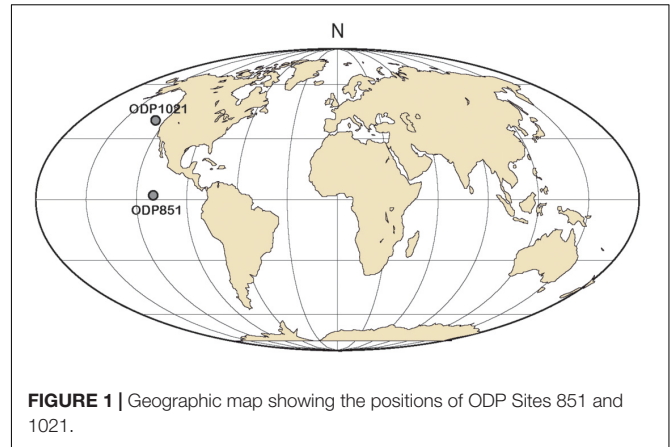 N
ODP1021
ODP851
FIGURE 1 | Geographic map showing the positions of ODP Sites 851 and
1021.